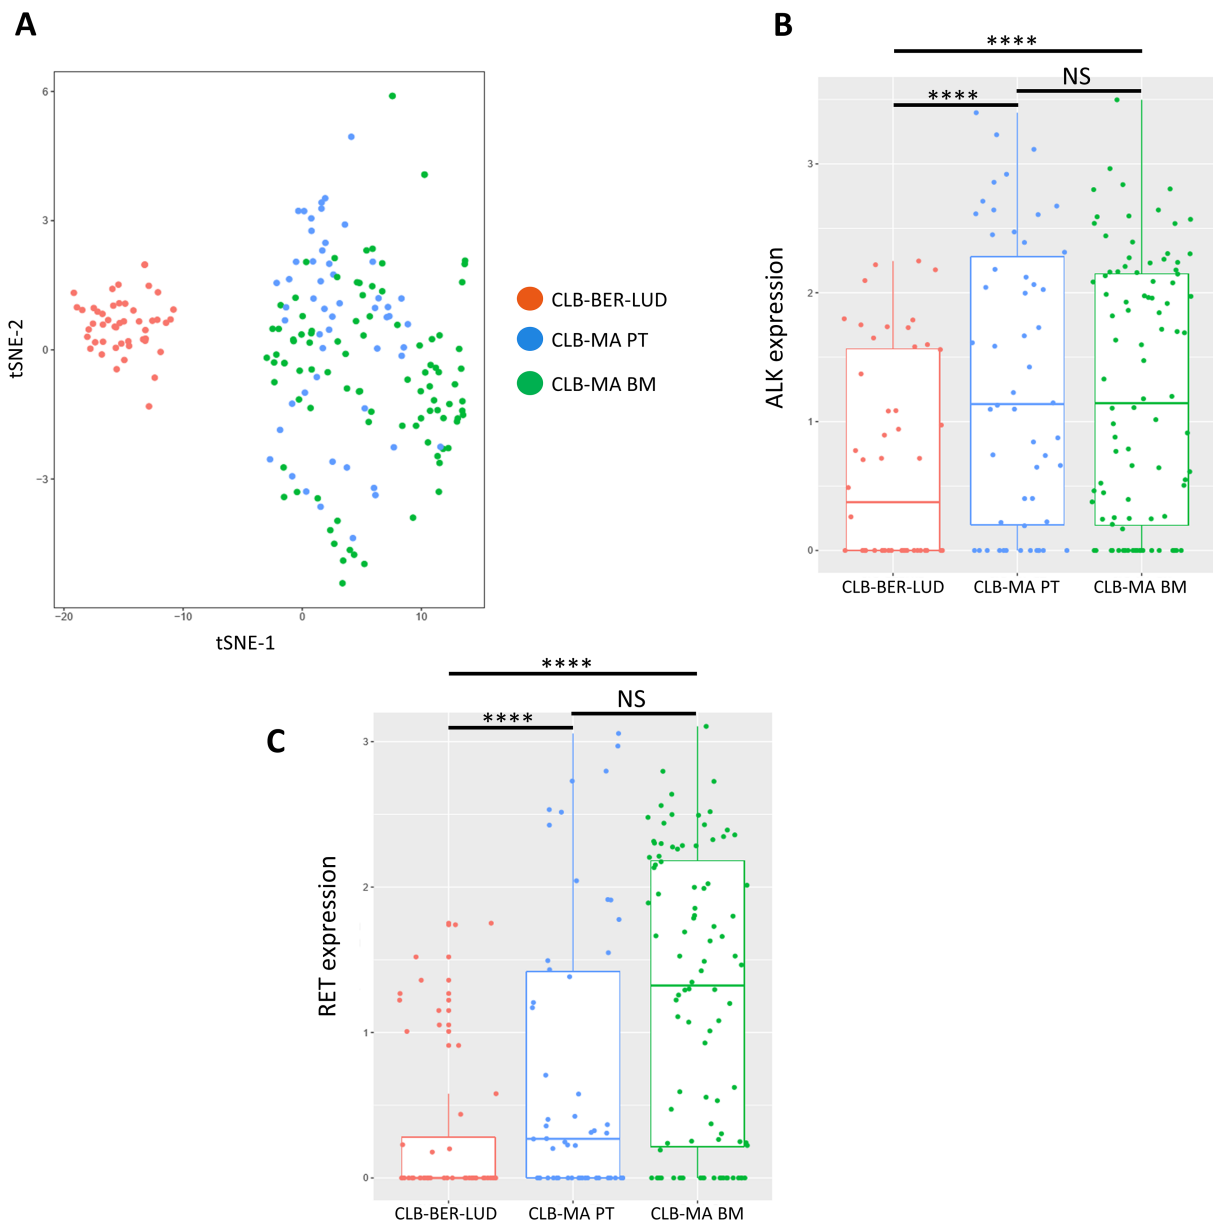 A
6
3
0
−3
tSNE-2
−20
−10
0
10
tSNE-1
CLB-BER-LUD
CLB-MA PT
CLB-MA BM
B
****
NS
****
3
2
1
0
ALK expression
CLB-BER-LUD
CLB-MA PT
CLB-MA BM
C
****
NS
****
3
2
1
0
RET expression
CLB-BER-LUD
CLB-MA PT
CLB-MA BM